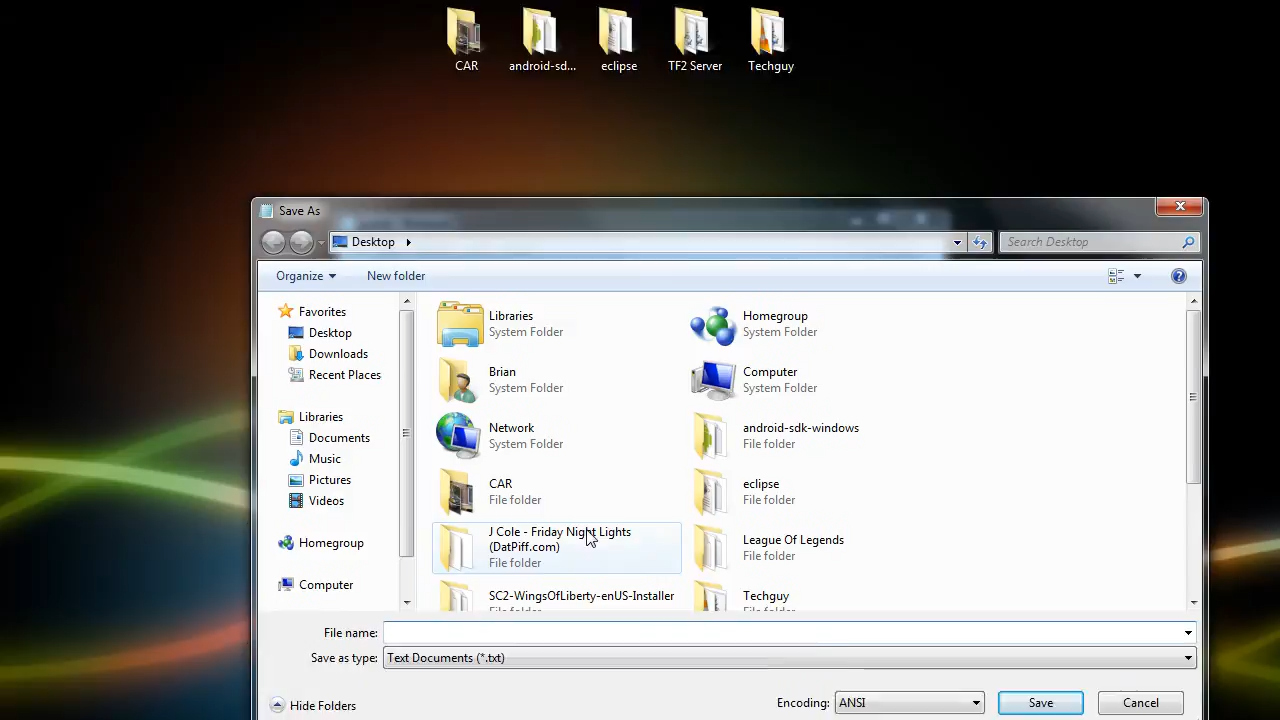 CAR
android-sd...
eclipse
TF2 Server
Techguy
Save As
Desktop
Search Desktop
Organize
New folder
Favorites
Desktop
Downloads
Recent Places
Libraries
Documents
Music
Pictures
Videos
Homegroup
Computer
Libraries
System Folder
Homegroup
System Folder
Brian
System Folder
Computer
System Folder
Network
System Folder
android-sdk-windows
File folder
CAR
File folder
eclipse
File folder
J Cole - Friday Night Lights
(DatPiff.com)
File folder
League Of Legends
File folder
SC2-WingsOfLiberty-enUS-Installer
File folder
Techguy
File folder
File name:
Save as type: Text Documents (*.txt)
Hide Folders
Encoding: ANSI
Save
Cancel